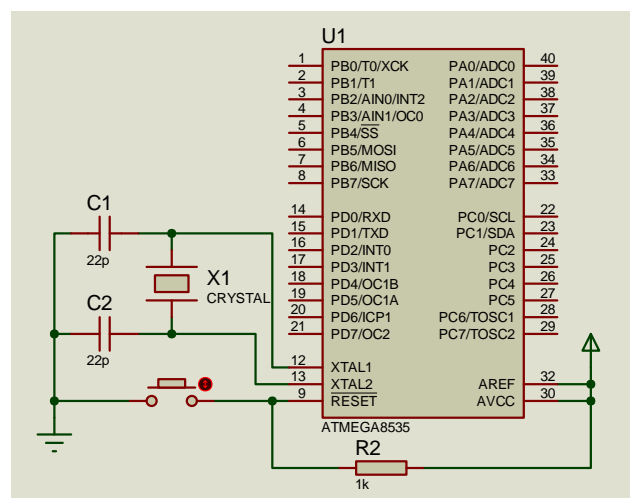 U1
1 PB0/T0/XCK PA0/ADC0 40
2 PB1/T1 PA1/ADC1 39
3 PB2/AIN0/INT2 PA2/ADC2 38
4 PB3/AIN1/OC0 PA3/ADC3 37
5 PB4/SS PA4/ADC4 36
6 PB5/MOSI PA5/ADC5 35
7 PB6/MISO PA6/ADC6 34
8 PB7/SCK PA7/ADC7 33
14 PD0/RXD PC0/SCL 22
15 PD1/TXD PC1/SDA 23
16 PD2/INT0 PC2 24
17 PD3/INT1 PC3 25
18 PD4/OC1B PC4 26
19 PD5/OC1A PC5 27
20 PD6/ICP1 PC6/TOSC1 28
21 PD7/OC2 PC7/TOSC2 29
12 XTAL1
13 XTAL2 AREF 32
9 RESET AVCC 30
ATMEGA8535
C1
22p
X1
CRYSTAL
C2
22p
R2
1k